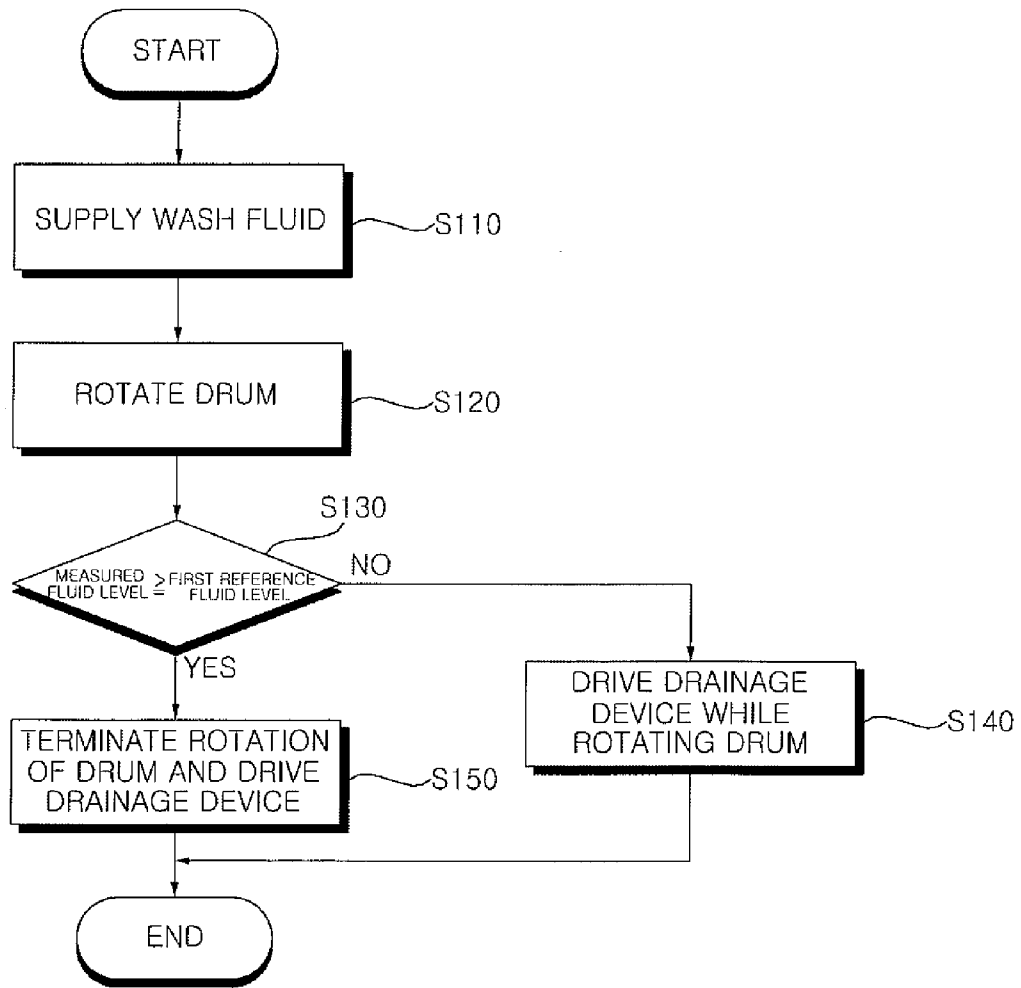 START
SUPPLY WASH FLUID
S110
ROTATE DRUM
S120
S130
MEASURED FLUID LEVEL ≧ FIRST REFERENCE FLUID LEVEL
NO
YES
DRIVE DRAINAGE
DEVICE WHILE
ROTATING DRUM
S140
TERMINATE ROTATION
OF DRUM AND DRIVE
DRAINAGE DEVICE
S150
END